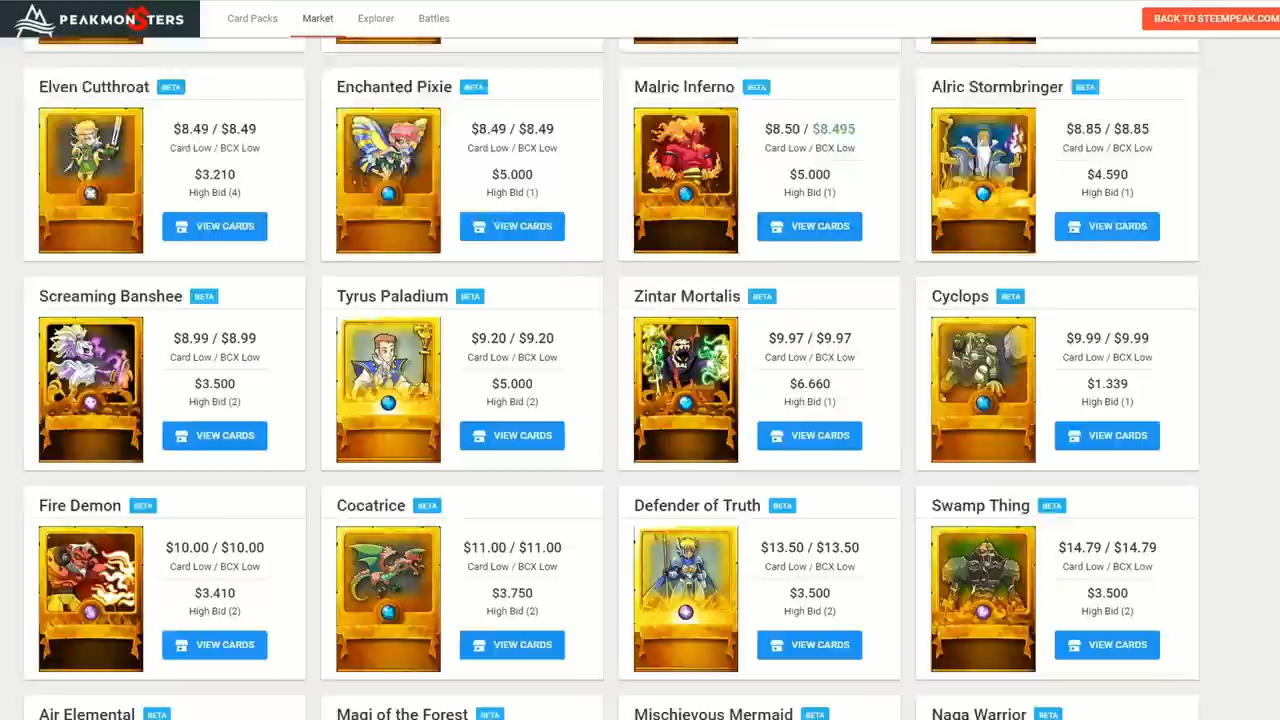 PEAKMONSTERS
Card Packs
Market
Explorer
Battles
BACK TO STEEMPEAK.COM
Elven Cutthroat BETA
$8.49 / $8.49
Card Low / BCX Low
$3.210
High Bid (4)
VIEW CARDS
Enchanted Pixie BETA
$8.49 / $8.49
Card Low / BCX Low
$5.000
High Bid (1)
VIEW CARDS
Malric Inferno BETA
$8.50 / $8.495
Card Low / BCX Low
$5.000
High Bid (1)
VIEW CARDS
Alric Stormbringer BETA
$8.85 / $8.85
Card Low / BCX Low
$4.590
High Bid (1)
VIEW CARDS
Screaming Banshee BETA
$8.99 / $8.99
Card Low / BCX Low
$3.500
High Bid (2)
VIEW CARDS
Tyrus Paladium BETA
$9.20 / $9.20
Card Low / BCX Low
$5.000
High Bid (2)
VIEW CARDS
Zintar Mortalis BETA
$9.97 / $9.97
Card Low / BCX Low
$6.660
High Bid (1)
VIEW CARDS
Cyclops BETA
$9.99 / $9.99
Card Low / BCX Low
$1.339
High Bid (1)
VIEW CARDS
Fire Demon BETA
$10.00 / $10.00
Card Low / BCX Low
$3.410
High Bid (2)
VIEW CARDS
Cocatrice BETA
$11.00 / $11.00
Card Low / BCX Low
$3.750
High Bid (2)
VIEW CARDS
Defender of Truth BETA
$13.50 / $13.50
Card Low / BCX Low
$3.500
High Bid (2)
VIEW CARDS
Swamp Thing BETA
$14.79 / $14.79
Card Low / BCX Low
$3.500
High Bid (2)
VIEW CARDS
Air Elemental BETA
Magi of the Forest BETA
Mischievous Mermaid BETA
Naga Warrior BETA